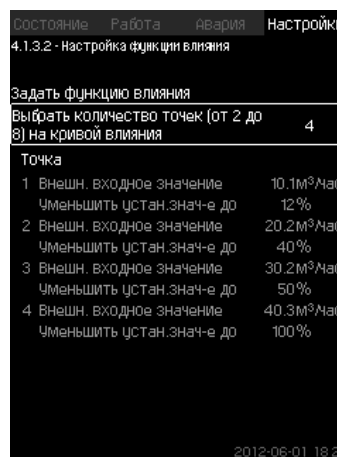 Состояние Работа Авария Настройки
4.1.3.2 - Настройка функции влияния
Задать функцию влияния
Выбрать количество точек (от 2 до
8) на кривой влияния 4
Точка
1 Внешн. входное значение 10.1м³/час
Уменьшить устан.знач-е до 12%
2 Внешн. входное значение 20.2м³/час
Уменьшить устан.знач-е до 40%
3 Внешн. входное значение 30.2м³/час
Уменьшить устан.знач-е до 50%
4 Внешн. входное значение 40.3м³/час
Уменьшить устан.знач-е до 100%
2012-06-01 18:2